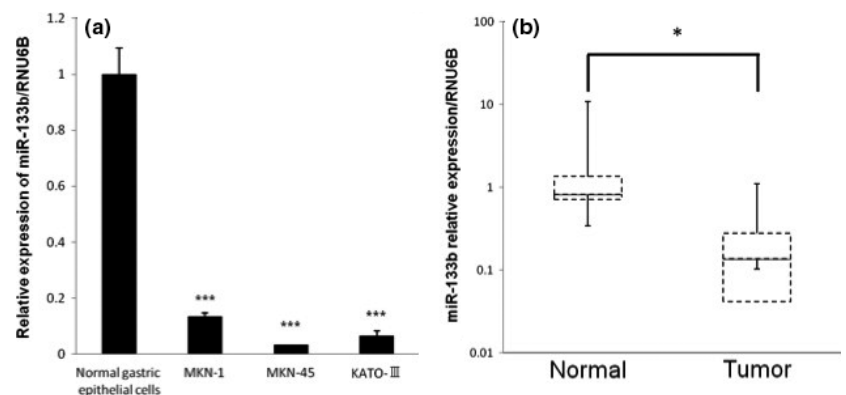 (a)
Relative expression of miR-133b/RNU6B
1.2
1
0.8
0.6
0.4
0.2
0
***
***
***
Normal gastric
epithelial cells
MKN-1
MKN-45
KATO-Ⅲ
(b)
miR-133b relative expression/RNU6B
100
10
1
0.1
0.01
*
Normal
Tumor